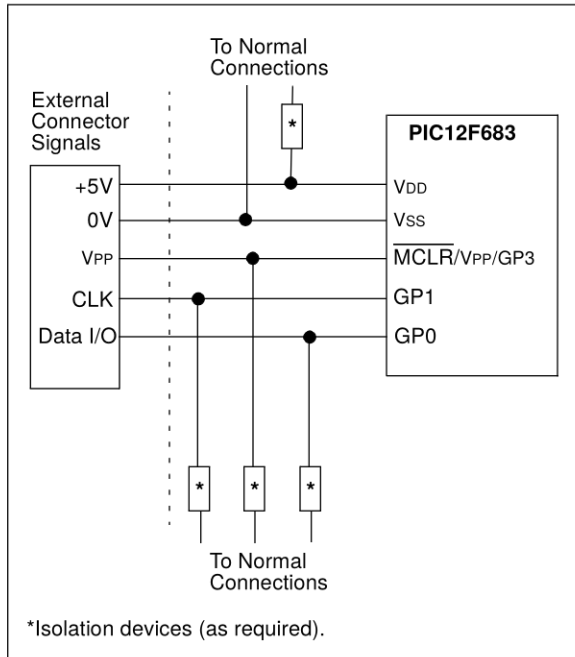 To Normal
Connections
External
Connector
Signals
*
PIC12F683
+5V
VDD
0V
VSS
VPP
MCLR/VPP/GP3
CLK
GP1
Data I/O
GP0
* * *
To Normal
Connections
*Isolation devices (as required).